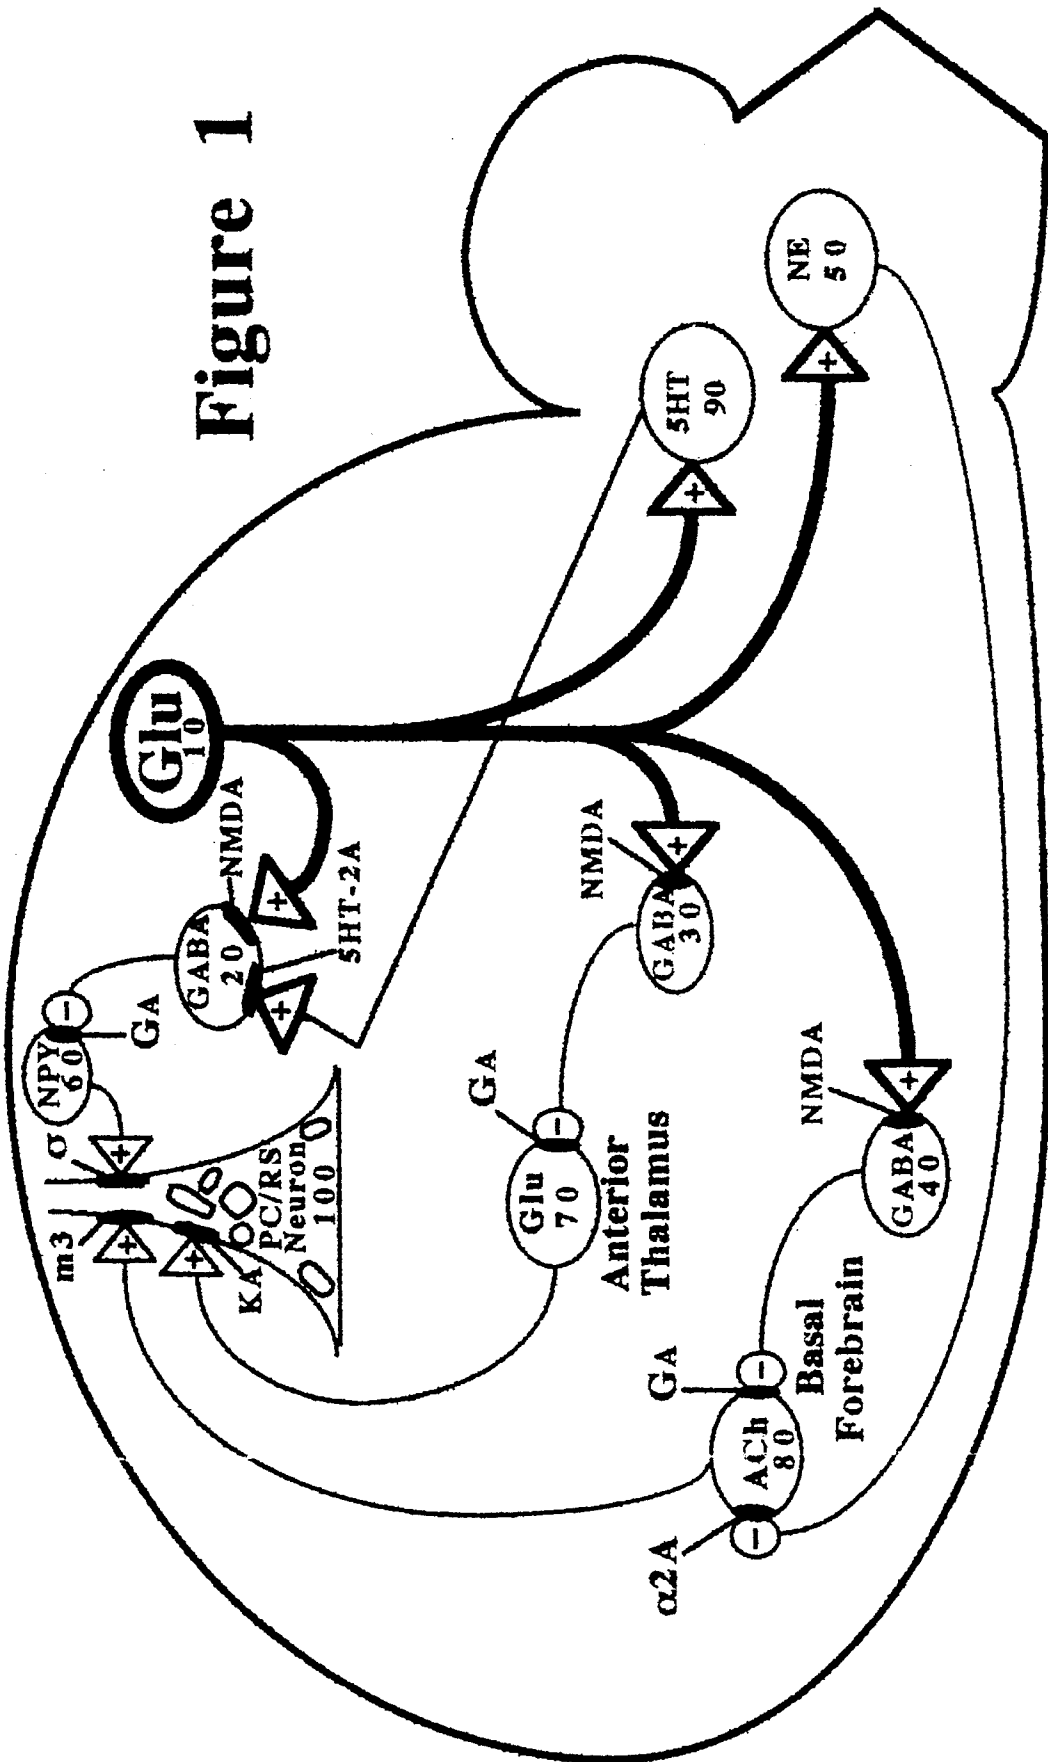 Figure 1
Glu
10
NMDA
GABA
20
5HT-2A
GA
NPY
60
σ
m3
KA
PC/RS
Neuron
100
5HT
90
NE
50
NMDA
GABA
30
GA
Glu
70
Anterior
Thalamus
NMDA
GABA
40
GA
Basal
Forebrain
ACh
80
α2A
+
+
+
+
+
+
+
+
+
−
−
−
−